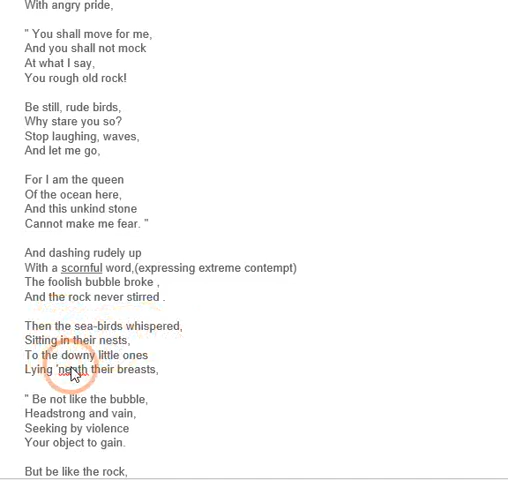 With angry pride,
" You shall move for me,
And you shall not mock
At what I say,
You rough old rock!
Be still, rude birds,
Why stare you so?
Stop laughing, waves,
And let me go,
For I am the queen
Of the ocean here,
And this unkind stone
Cannot make me fear. "
And dashing rudely up
With a scornful word,(expressing extreme contempt)
The foolish bubble broke ,
And the rock never stirred .
Then the sea-birds whispered,
Sitting in their nests,
To the downy little ones
Lying 'neath their breasts,
" Be not like the bubble,
Headstrong and vain,
Seeking by violence
Your object to gain.
But be like the rock,